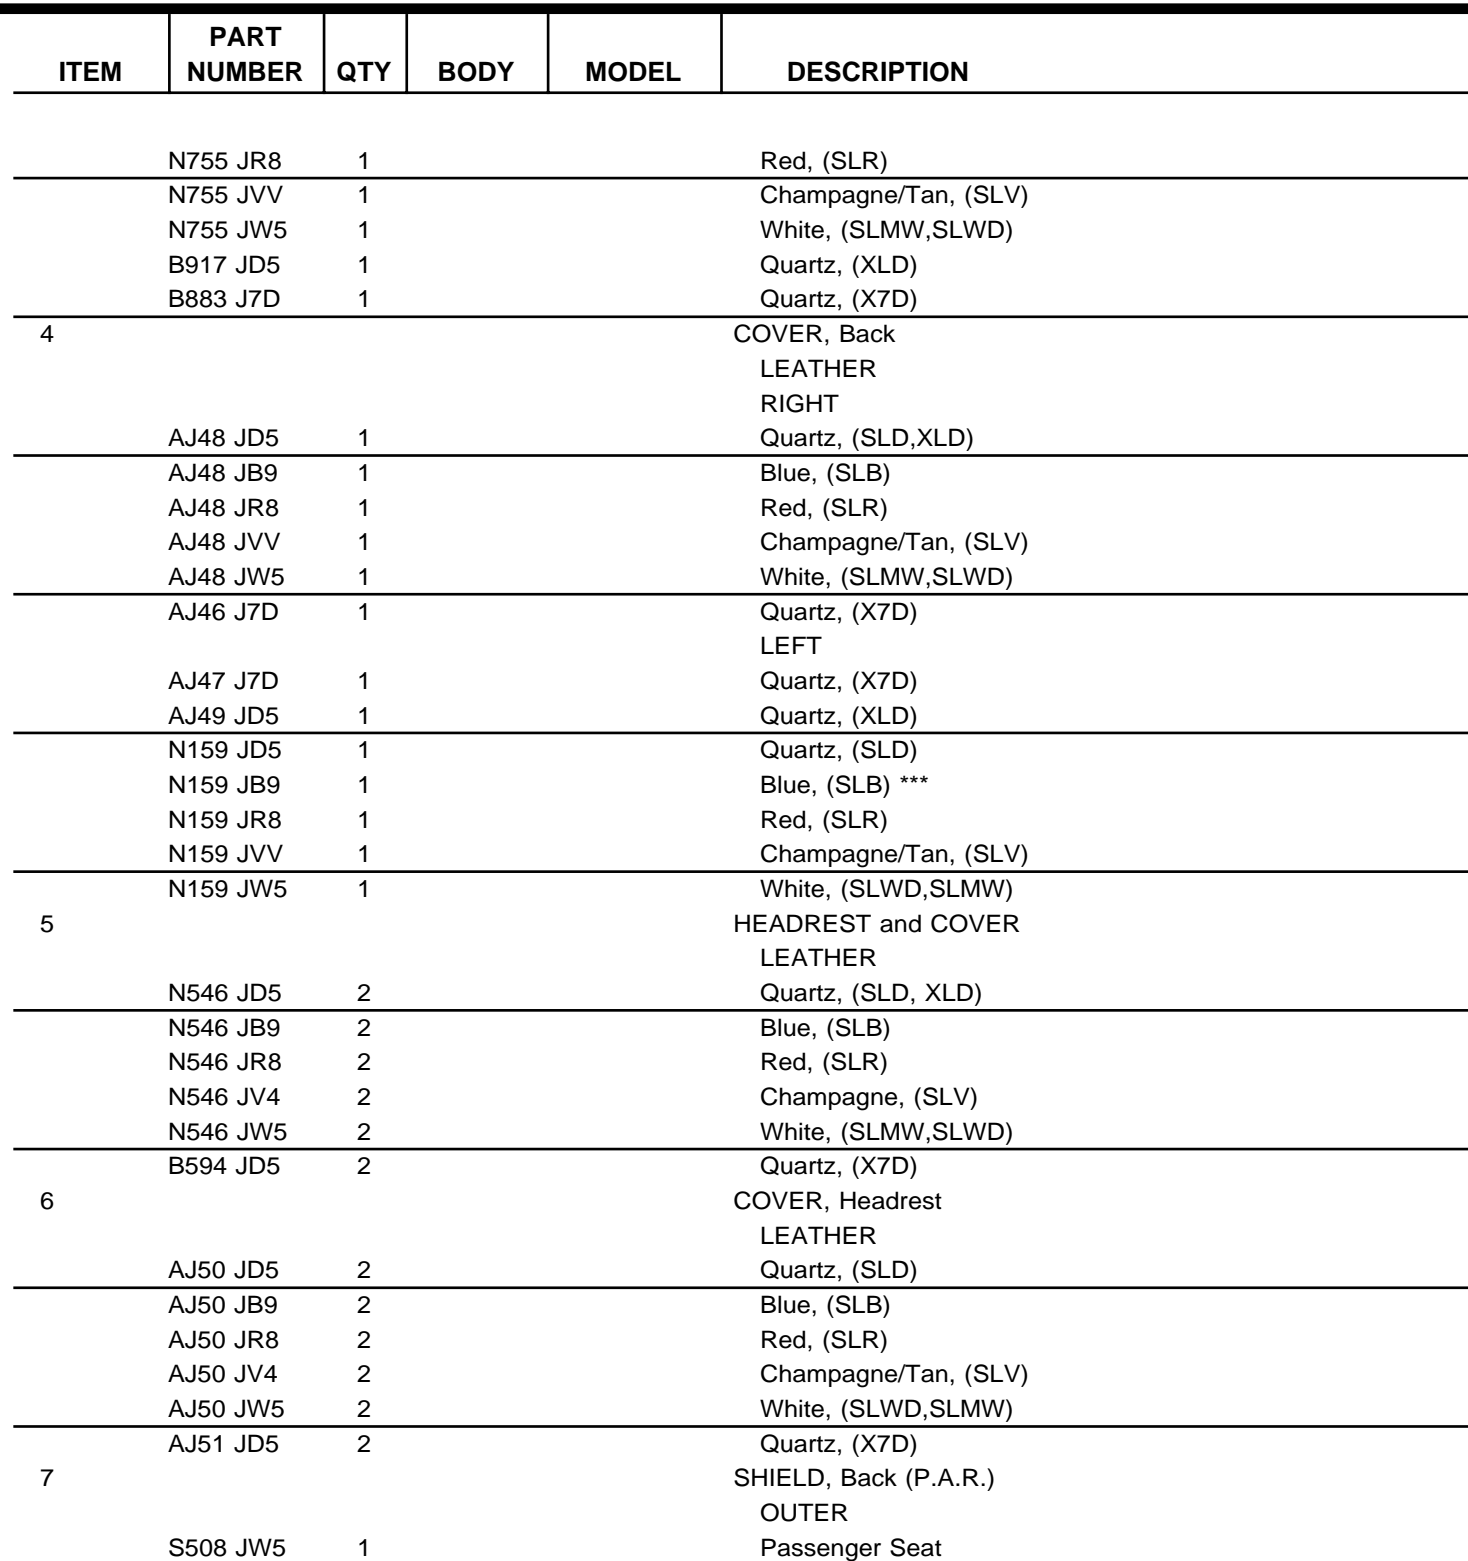 PART
ITEM NUMBER QTY BODY MODEL DESCRIPTION
N755 JR8 1 Red, (SLR)
N755 JVV 1 Champagne/Tan, (SLV)
N755 JW5 1 White, (SLMW,SLWD)
B917 JD5 1 Quartz, (XLD)
B883 J7D 1 Quartz, (X7D)
4 COVER, Back
LEATHER
RIGHT
AJ48 JD5 1 Quartz, (SLD,XLD)
AJ48 JB9 1 Blue, (SLB)
AJ48 JR8 1 Red, (SLR)
AJ48 JVV 1 Champagne/Tan, (SLV)
AJ48 JW5 1 White, (SLMW,SLWD)
AJ46 J7D 1 Quartz, (X7D)
LEFT
AJ47 J7D 1 Quartz, (X7D)
AJ49 JD5 1 Quartz, (XLD)
N159 JD5 1 Quartz, (SLD)
N159 JB9 1 Blue, (SLB) ***
N159 JR8 1 Red, (SLR)
N159 JVV 1 Champagne/Tan, (SLV)
N159 JW5 1 White, (SLWD,SLMW)
5 HEADREST and COVER
LEATHER
N546 JD5 2 Quartz, (SLD, XLD)
N546 JB9 2 Blue, (SLB)
N546 JR8 2 Red, (SLR)
N546 JV4 2 Champagne, (SLV)
N546 JW5 2 White, (SLMW,SLWD)
B594 JD5 2 Quartz, (X7D)
6 COVER, Headrest
LEATHER
AJ50 JD5 2 Quartz, (SLD)
AJ50 JB9 2 Blue, (SLB)
AJ50 JR8 2 Red, (SLR)
AJ50 JV4 2 Champagne/Tan, (SLV)
AJ50 JW5 2 White, (SLWD,SLMW)
AJ51 JD5 2 Quartz, (X7D)
7 SHIELD, Back (P.A.R.)
OUTER
S508 JW5 1 Passenger Seat